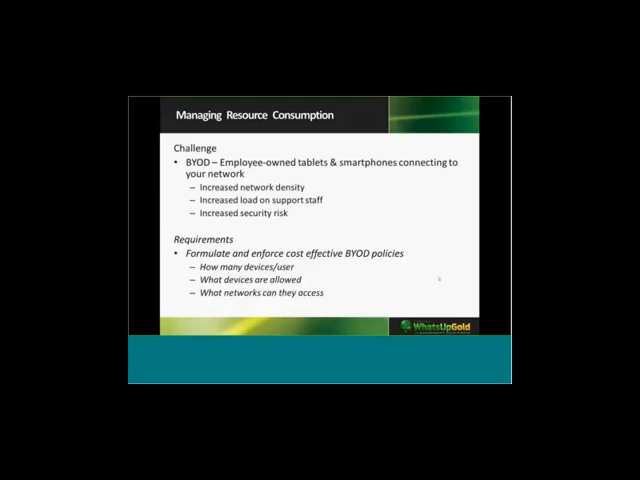 Managing Resource Consumption
Challenge
• BYOD – Employee-owned tablets & smartphones connecting to
your network
– Increased network density
– Increased load on support staff
– Increased security risk
Requirements
• Formulate and enforce cost effective BYOD policies
– How many devices/user
– What devices are allowed
– What networks can they access
WhatsUpGold